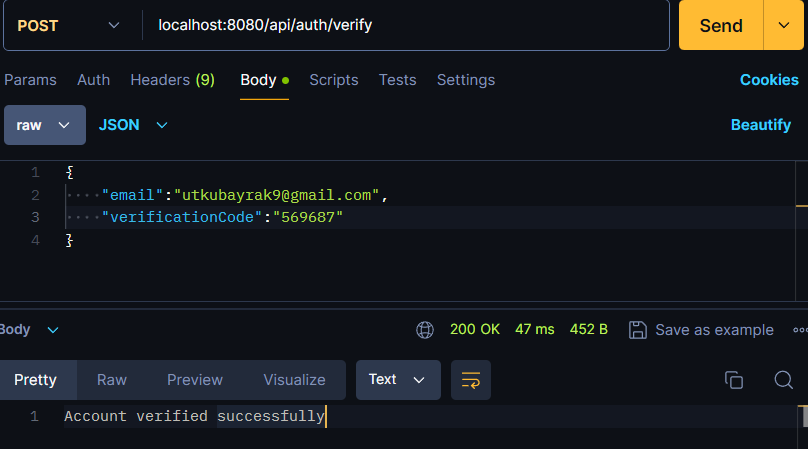 POST localhost:8080/api/auth/verify Send
Params Auth Headers (9) Body Scripts Tests Settings Cookies
raw JSON Beautify
1 {
2 "email":"utkubayrak9@gmail.com",
3 "verificationCode":"569687"
4 }
Body 200 OK 47 ms 452 B Save as example
Pretty Raw Preview Visualize Text
1 Account verified successfully